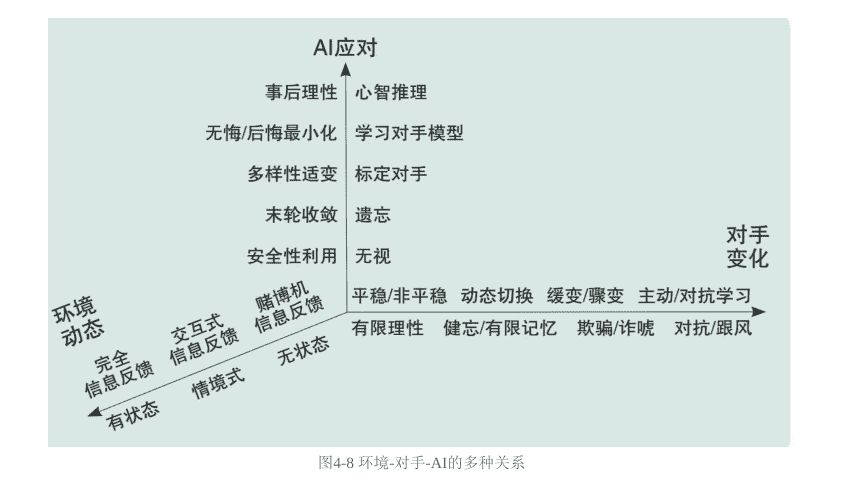 AI应对
事后理性 心智推理
无悔/后悔最小化 学习对手模型
多样性适变 标定对手
末轮收敛 遗忘
安全性利用 无视
对手
变化
平稳/非平稳 动态切换 缓变/骤变 主动/对抗学习
有限理性 健忘/有限记忆 欺骗/诈唬 对抗/跟风
环境
动态
赌博机
信息反馈
交互式
信息反馈
完全
信息反馈
无状态
情境式
有状态
图4-8 环境-对手-AI的多种关系